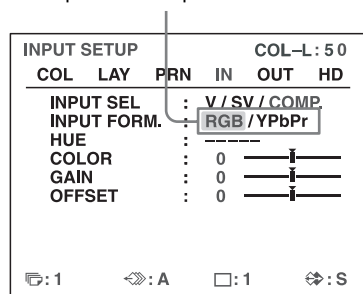 INPUT SETUP COL–L: 50
COL LAY PRN IN OUT HD
INPUT SEL : V / SV / COMP.
INPUT FORM. : RGB / YPbPr
HUE : -----
COLOR : 0
GAIN : 0
OFFSET : 0
:1 :A :1 :S